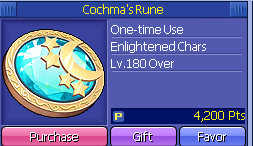 Cochma's Rune
One-time Use
Enlightened Chars
Lv.180 Over
P 4,200 Pts
Purchase Gift Favor